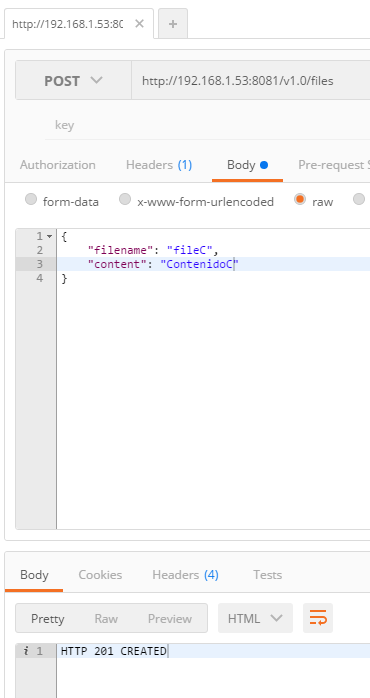 http://192.168.1.53:80
POST http://192.168.1.53:8081/v1.0/files
key
Authorization Headers (1) Body Pre-request S
form-data x-www-form-urlencoded raw
1 {
2 "filename": "fileC",
3 "content": "ContenidoC"
4 }
Body Cookies Headers (4) Tests
Pretty Raw Preview HTML
i 1 HTTP 201 CREATED